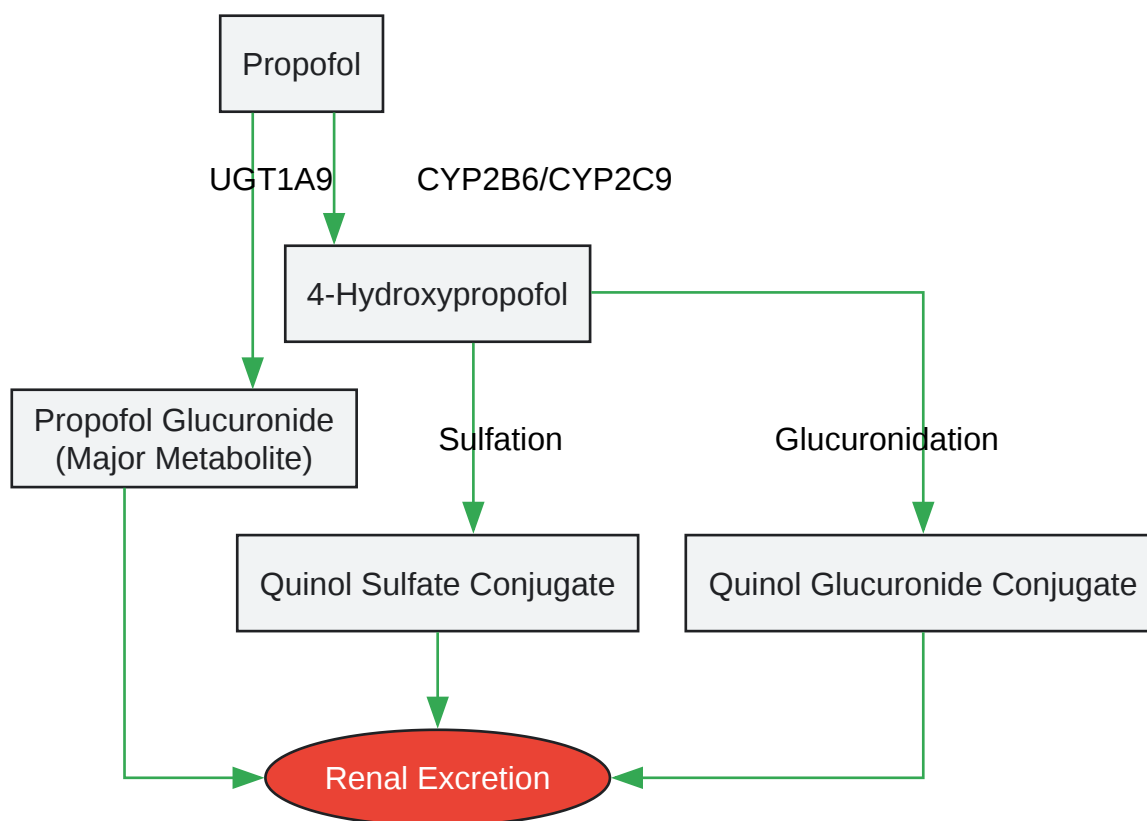 Propofol
UGT1A9
CYP2B6/CYP2C9
4-Hydroxypropofol
Propofol Glucuronide
(Major Metabolite)
Sulfation
Glucuronidation
Quinol Sulfate Conjugate
Quinol Glucuronide Conjugate
Renal Excretion